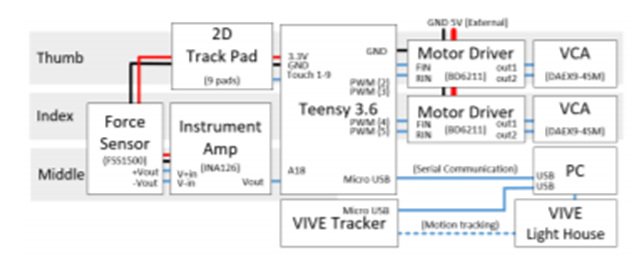 GND 5V (External)
Thumb
2D
Track Pad
(9 pads)
3.3V
GND
Touch 1-9
GND
PWM (2)
PWM (3)
Motor Driver
FIN
RIN
(BD6211)
out1
out2
VCA
(DAEX9-4SM)
Index
Force
Sensor
(FSS1500)
+Vout
-Vout
Instrument
Amp
(INA126)
V+in
V-in
Vout
Teensy 3.6
PWM (4)
PWM (5)
A18
Micro USB
Motor Driver
FIN
RIN
(BD6211)
out1
out2
VCA
(DAEX9-4SM)
Middle
(Serial Communication)
PC
USB
USB
VIVE Tracker
Micro USB
(Motion tracking)
VIVE
Light House